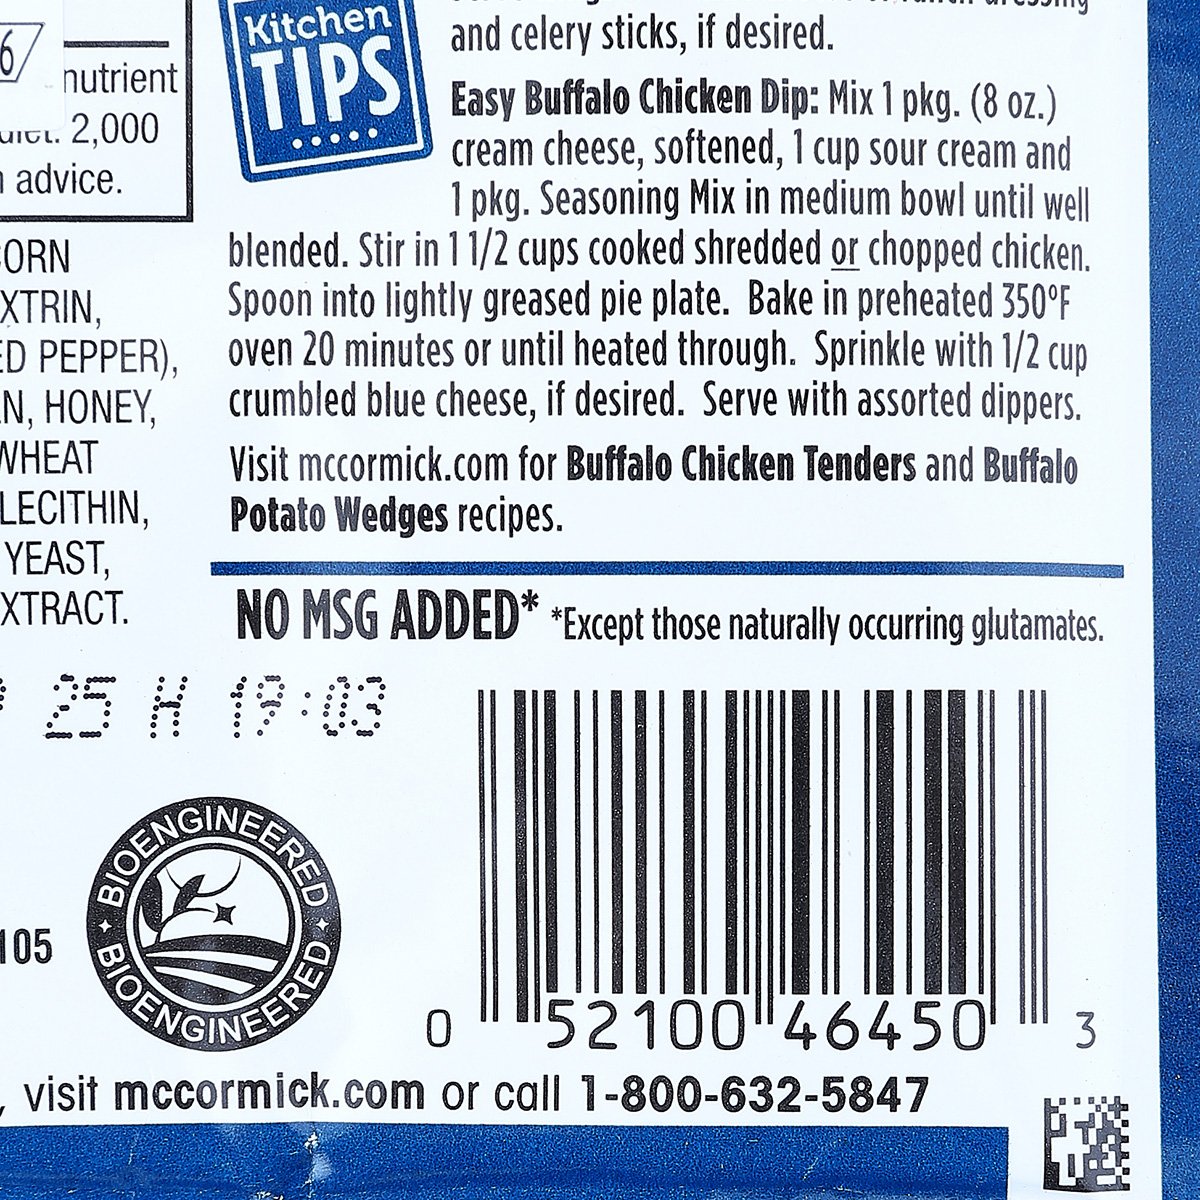 Kitchen
TIPS
and celery sticks, if desired.
Easy Buffalo Chicken Dip: Mix 1 pkg. (8 oz.)
cream cheese, softened, 1 cup sour cream and
1 pkg. Seasoning Mix in medium bowl until well
blended. Stir in 1 1/2 cups cooked shredded or chopped chicken.
Spoon into lightly greased pie plate. Bake in preheated 350°F
oven 20 minutes or until heated through. Sprinkle with 1/2 cup
crumbled blue cheese, if desired. Serve with assorted dippers.
Visit mccormick.com for Buffalo Chicken Tenders and Buffalo
Potato Wedges recipes.
NO MSG ADDED* *Except those naturally occurring glutamates.
6
nutrient
diet. 2,000
advice.
CORN
XTRIN,
ED PEPPER),
N, HONEY,
WHEAT
LECITHIN,
YEAST,
XTRACT.
25 H 19:03
BIOENGINEERED
BIOENGINEERED
105
0 52100 46450 3
, visit mccormick.com or call 1-800-632-5847